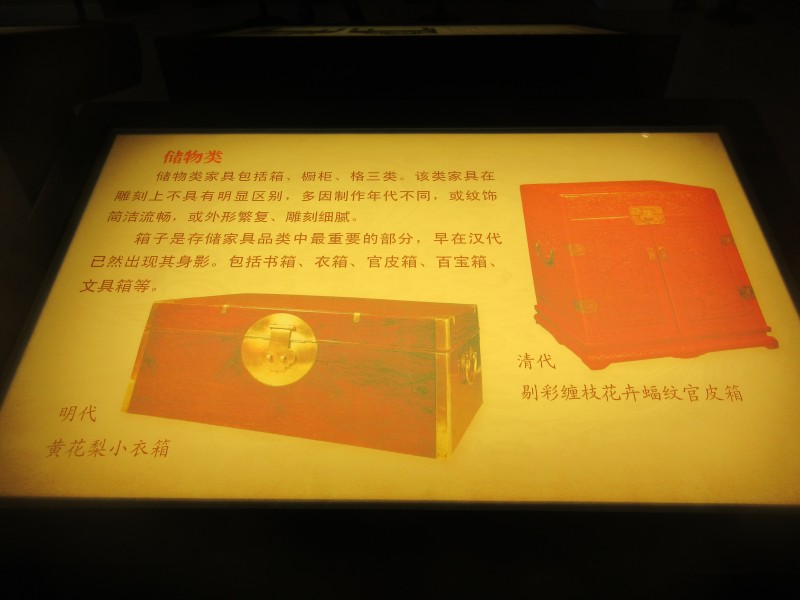 储物类
储物类家具包括箱、橱柜、格三类。该类家具在
雕刻上不具有明显区别，多因制作年代不同，或纹饰
简洁流畅，或外形繁复、雕刻细腻。
箱子是存储家具品类中最重要的部分，早在汉代
已然出现其身影。包括书箱、衣箱、官皮箱、百宝箱、
文具箱等。
明代
黄花梨小衣箱
清代
剔彩缠枝花卉蝠纹官皮箱